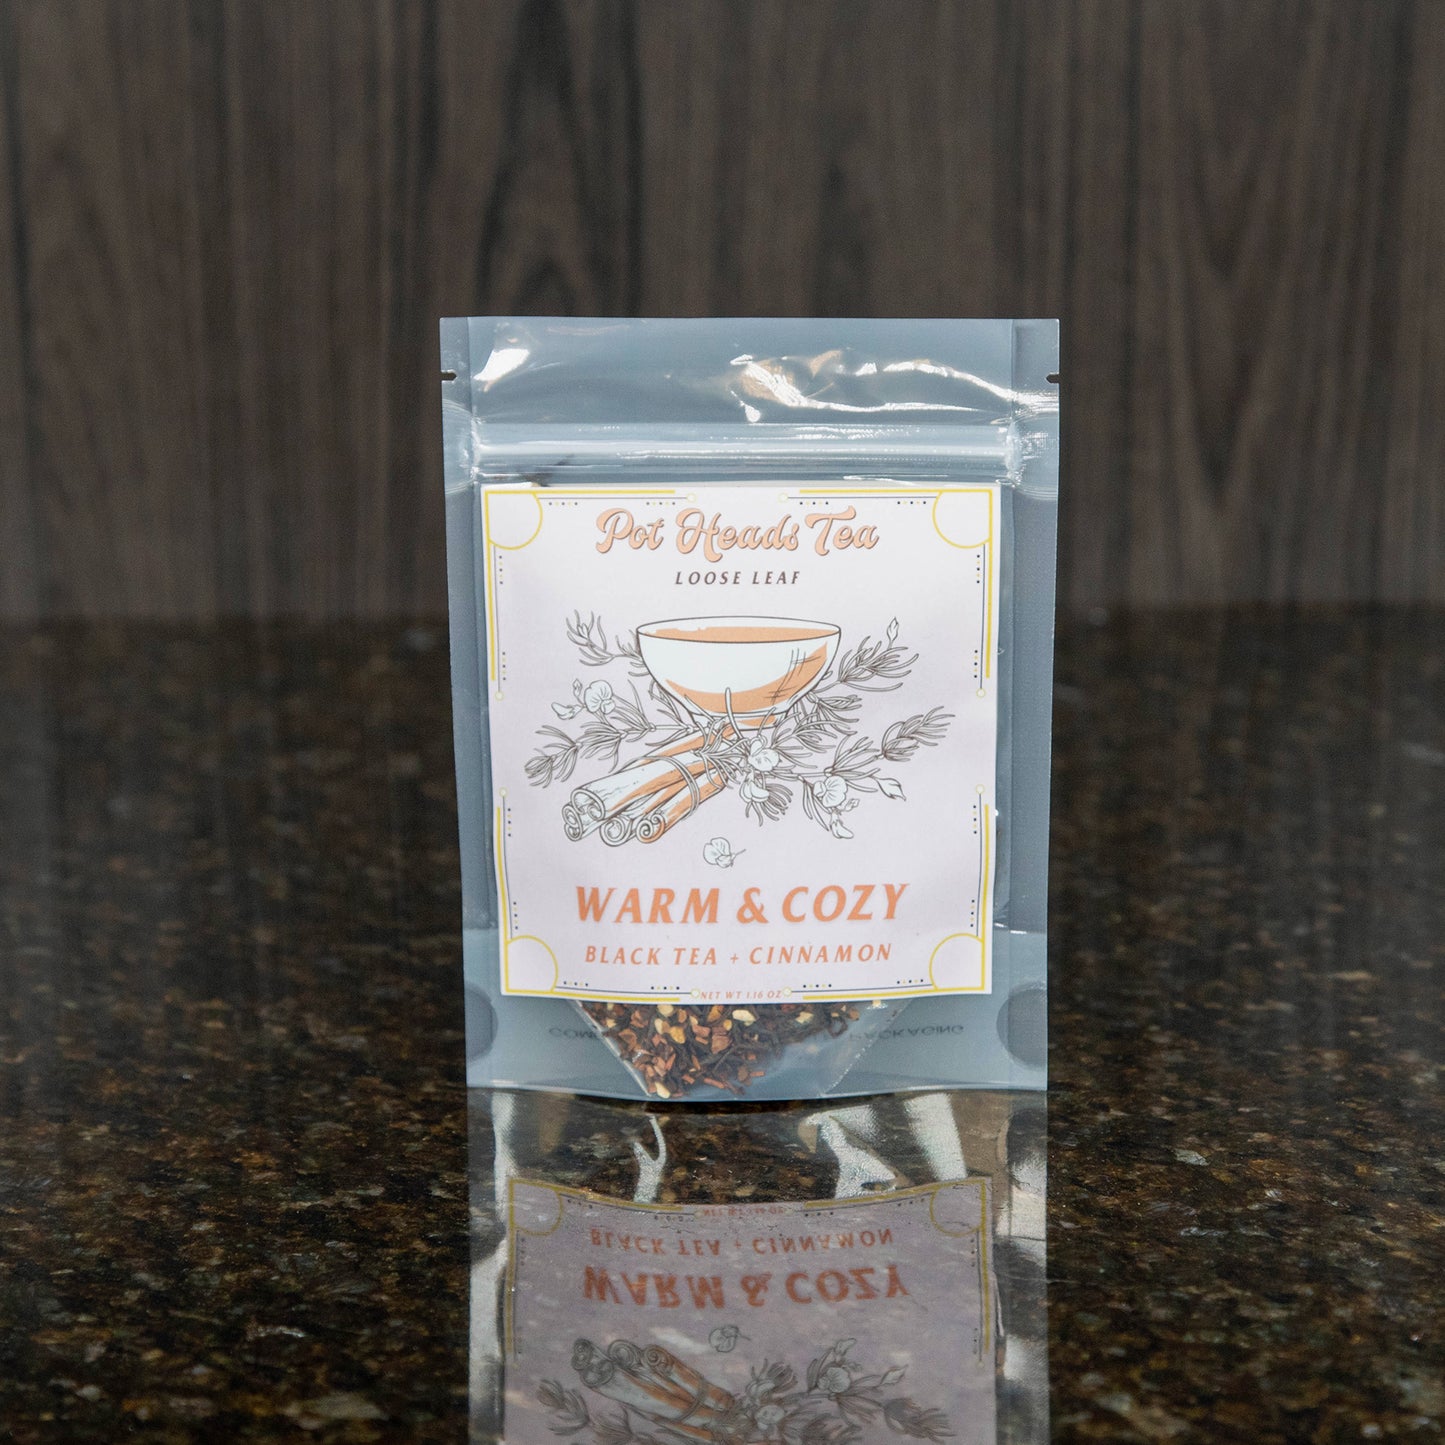 Pot Heads Tea
LOOSE LEAF
WARM & COZY
BLACK TEA + CINNAMON
NET WT 1.16 OZ